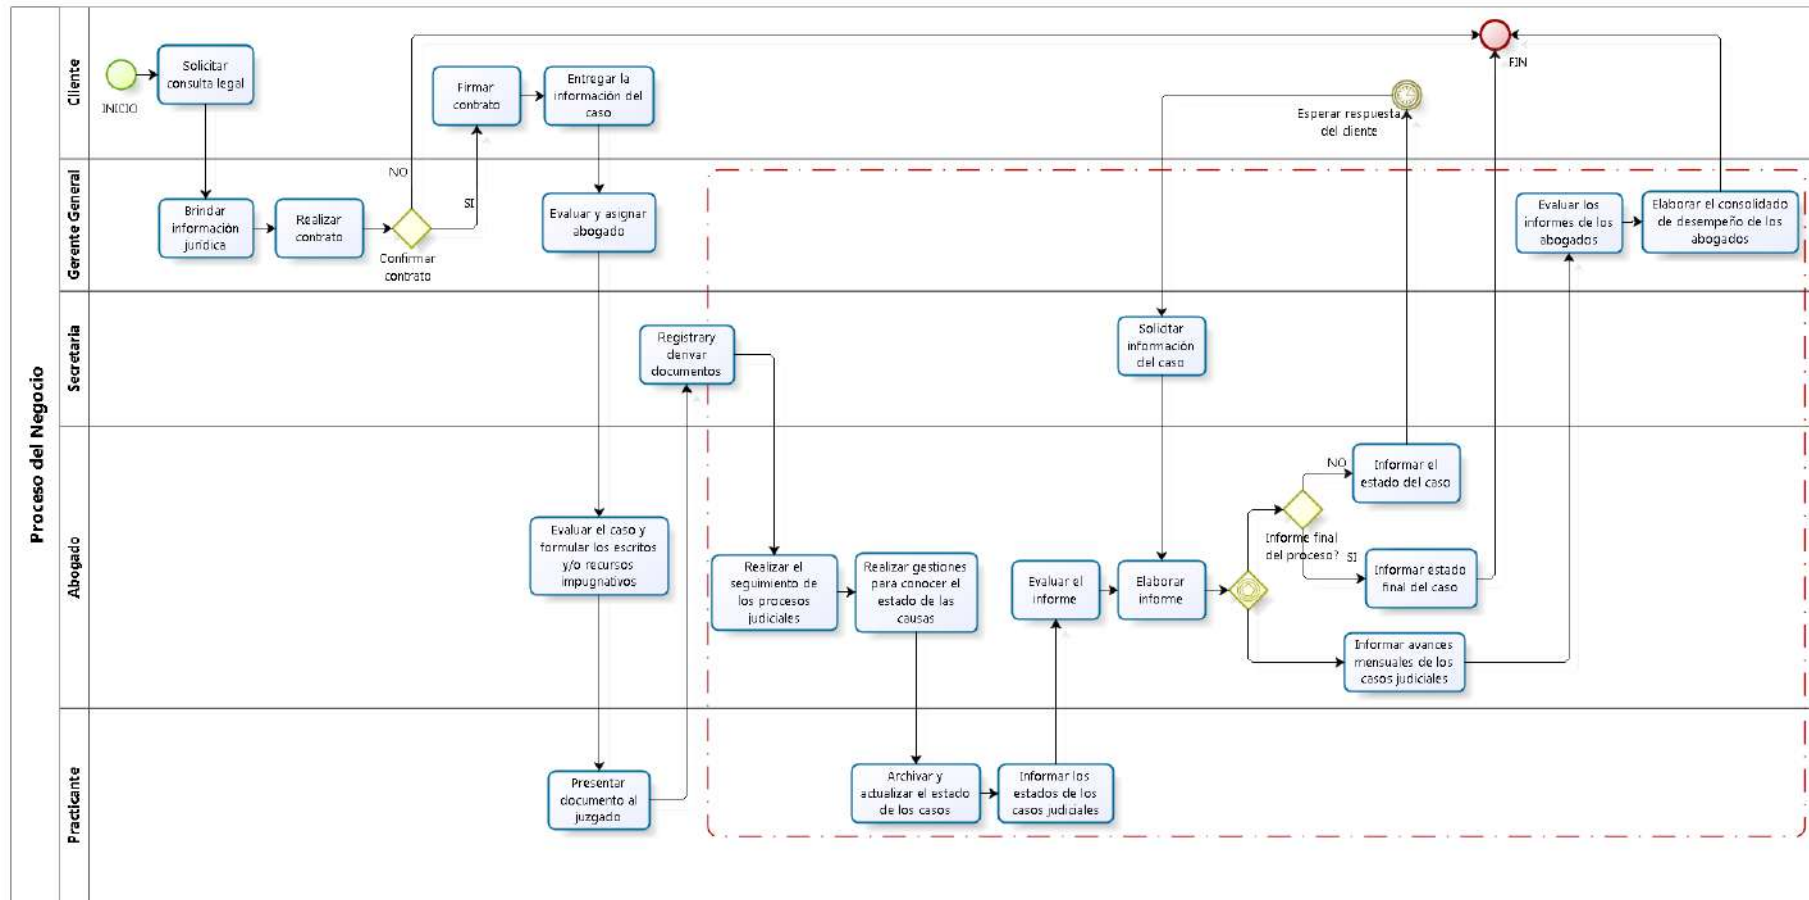 Proceso del Negocio
Cliente
INICIO
Solicitar
consulta legal
Firmar
contrato
Entregar la
información del
caso
Esperar respuesta
del cliente
FIN
NO
SI
Gerente General
Brindar
información
jurídica
Realizar
contrato
Confirmar
contrato
Evaluar y asignar
abogado
Evaluar los
informes de los
abogados
Elaborar el consolidado
de desempeño de los
abogados
Secretaria
Registrar y
derivar
documentos
Solicitar
información
del caso
Abogado
Evaluar el caso y
formular los escritos
y/o recursos
impugnativos
Realizar el
seguimiento de
los procesos
judiciales
Realizar gestiones
para conocer el
estado de las
causas
Evaluar el
informe
Elaborar
informe
Informe final
del proceso?
NO
SI
Informar el
estado del caso
Informar estado
final del caso
Informar avances
mensuales de los
casos judiciales
Practicante
Presentar
documento al
juzgado
Archivar y
actualizar el estado
de los casos
Informar los
estados de los
casos judiciales